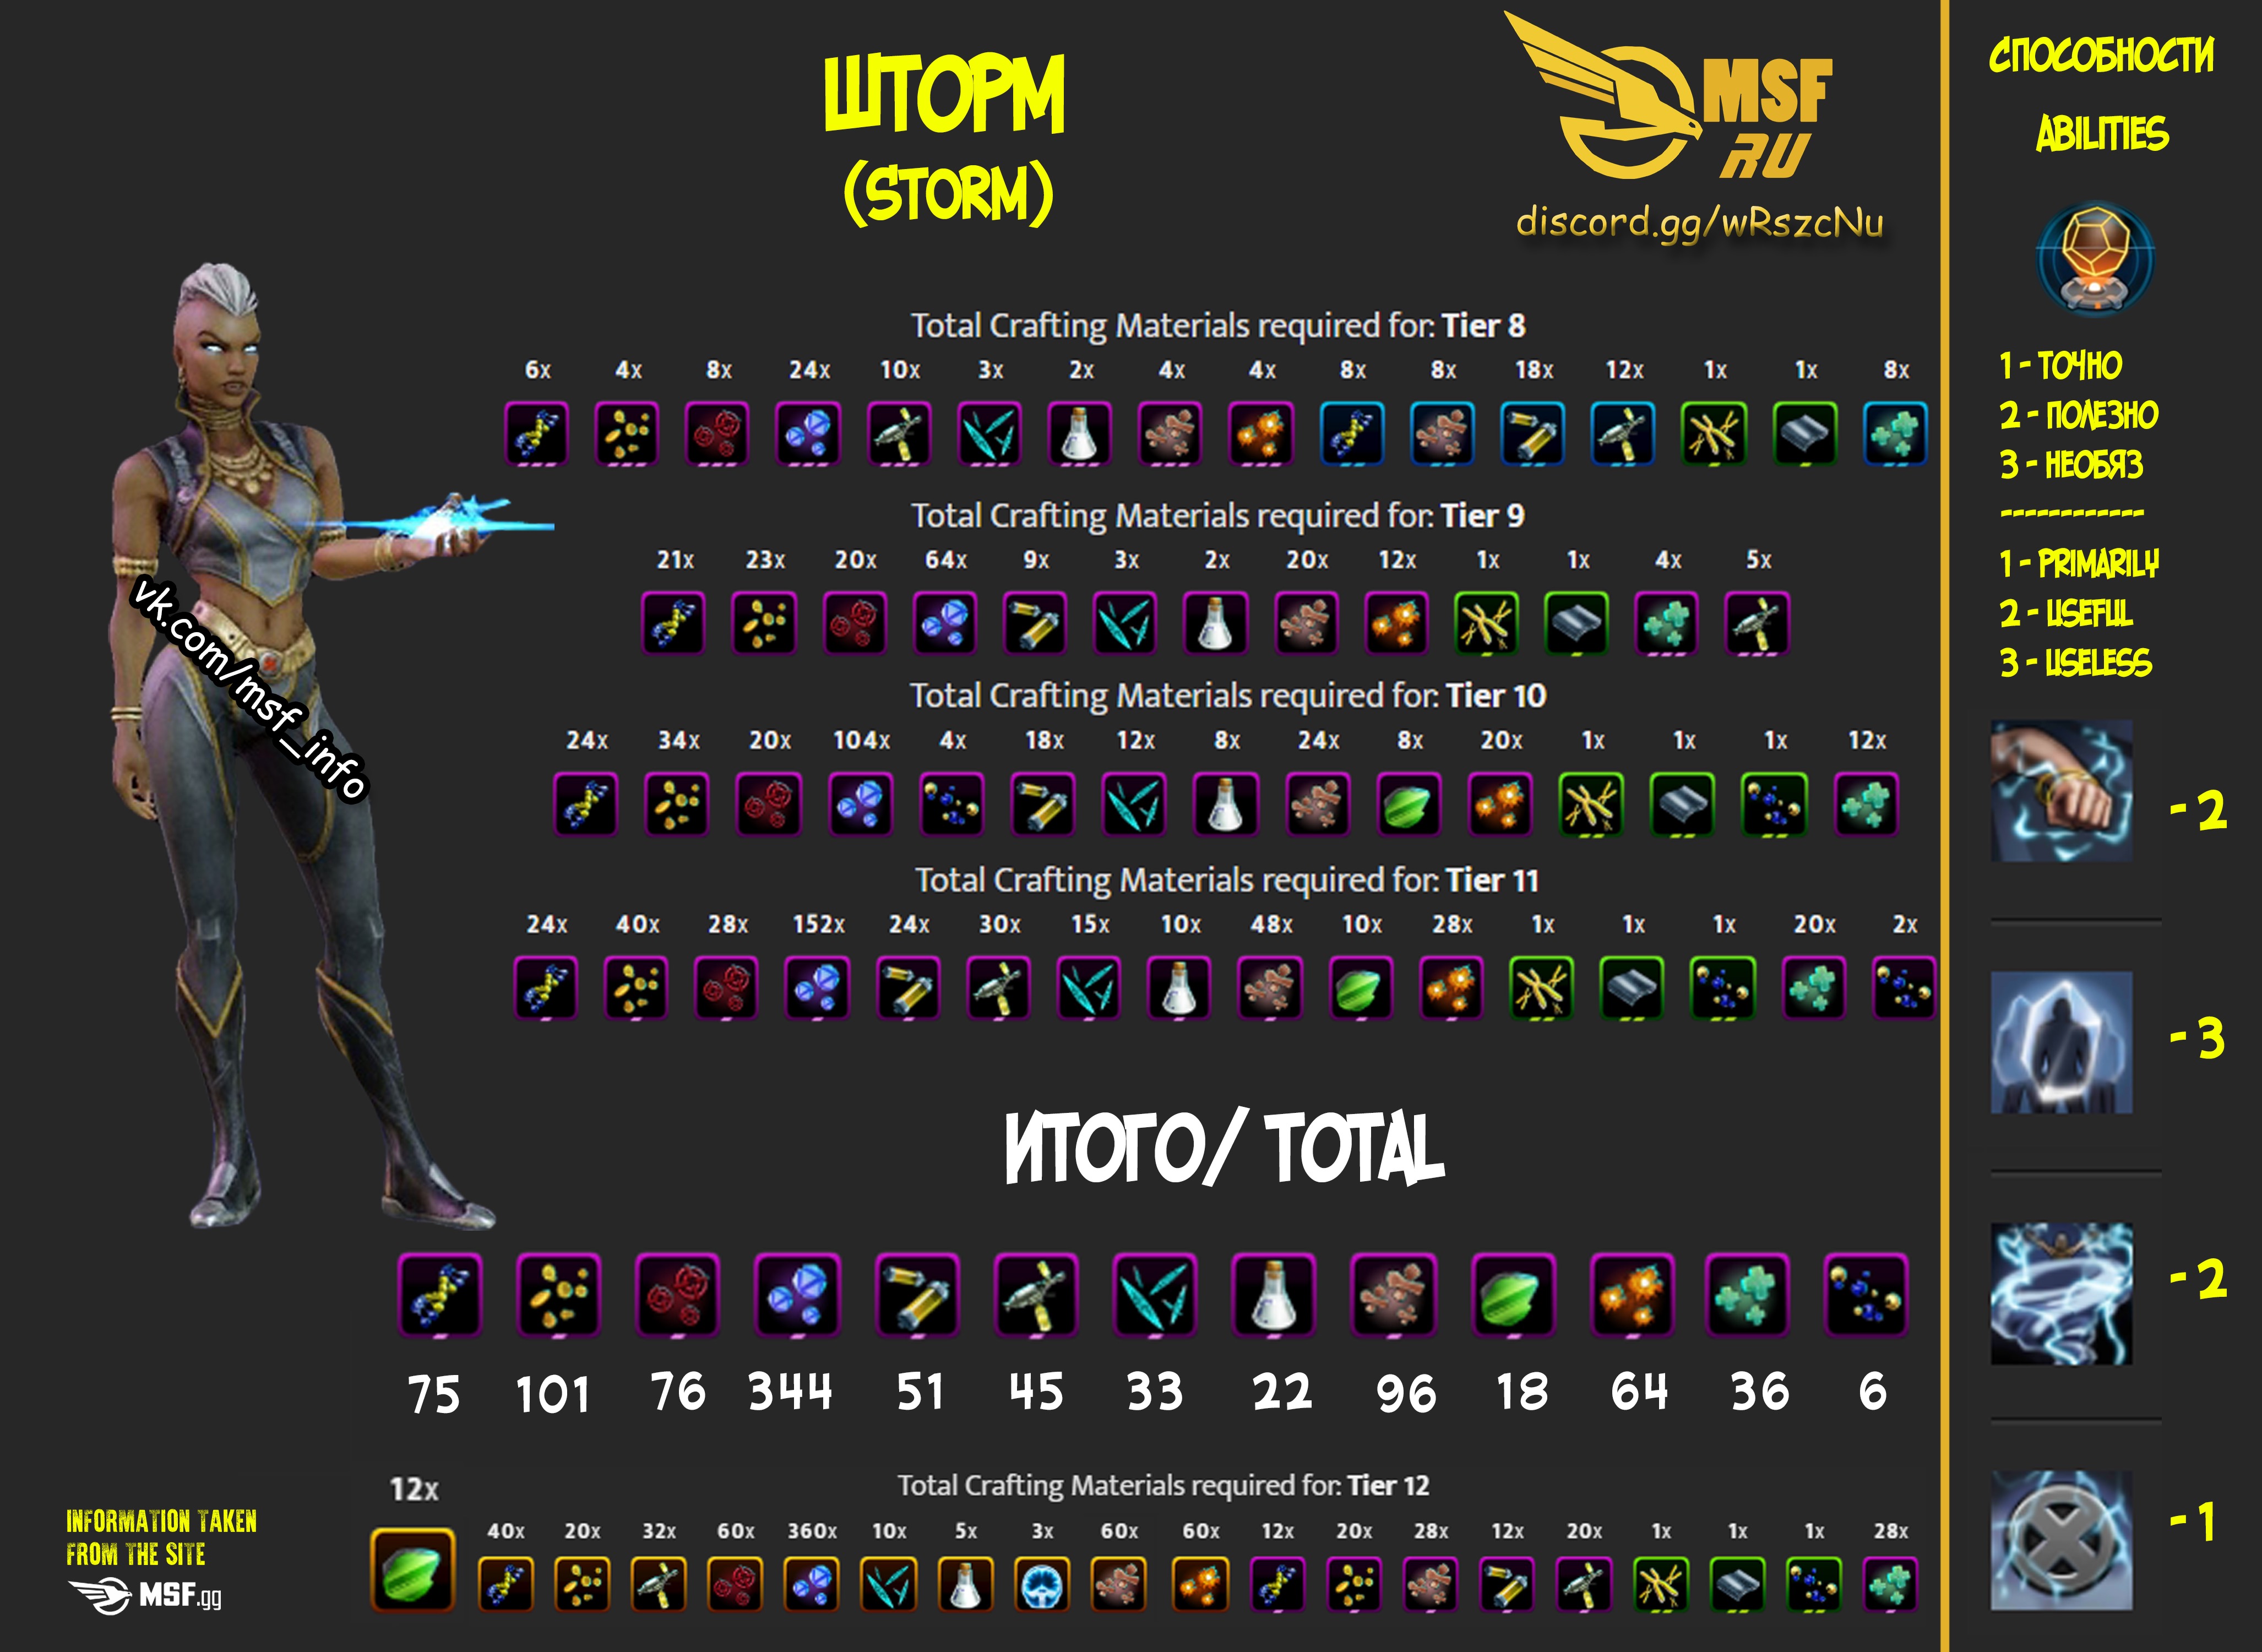 ШТОРМ
(STORM)
MSF
RU
discord.gg/wRszcNu
Total Crafting Materials required for: Tier 8
6x 4x 8x 24x 10x 3x 2x 4x 4x 8x 8x 18x 12x 1x 1x 8x
Total Crafting Materials required for: Tier 9
21x 23x 20x 64x 9x 3x 2x 20x 12x 1x 1x 4x 5x
Total Crafting Materials required for: Tier 10
24x 34x 20x 104x 4x 18x 12x 8x 24x 8x 20x 1x 1x 1x 12x
Total Crafting Materials required for: Tier 11
24x 40x 28x 152x 24x 30x 15x 10x 48x 10x 28x 1x 1x 1x 20x 2x
vk.com/msf_info
ИТОГО/ TOTAL
75 101 76 344 51 45 33 22 96 18 64 36 6
Total Crafting Materials required for: Tier 12
12x 40x 20x 32x 60x 360x 10x 5x 3x 60x 60x 12x 20x 28x 12x 20x 1x 1x 1x 28x
INFORMATION TAKEN
FROM THE SITE
MSF.gg
СПОСОБНОСТИ
ABILITIES
1 - ТОЧНО
2 - ПОЛЕЗНО
3 - НЕОБЯЗ
------------
1 - PRIMARILY
2 - USEFUL
3 - USELESS
- 2
- 3
- 2
- 1